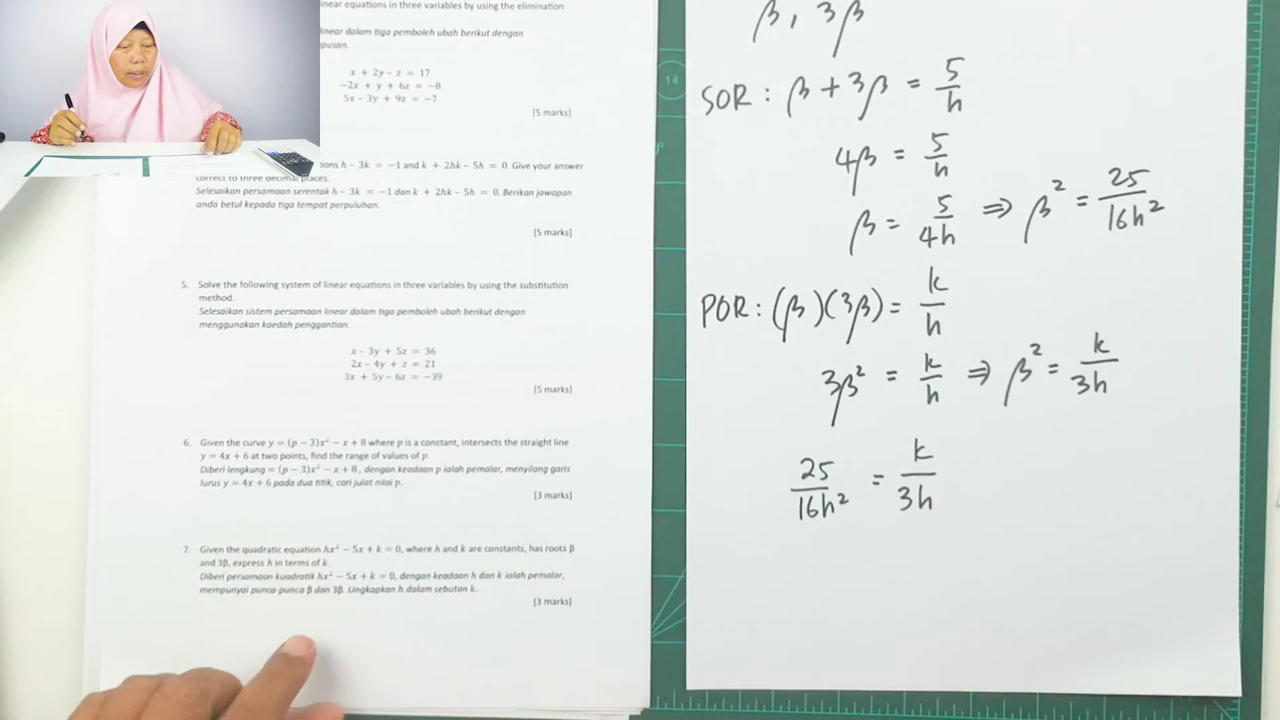 near equations in three variables by using the elimination
linear dalam tiga pemboleh ubah berikut dengan
pusan.
x + 2y − z = 17
−2x + y + 6z = −8
5x − 3y + 9z = −7
[5 marks]
ions h − 3k = −1 and k + 2hk − 5h = 0. Give your answer
correct to three decimal places.
Selesaikan persamaan serentak h − 3k = −1 dan k + 2hk − 5h = 0. Berikan jawapan
anda betul kepada tiga tempat perpuluhan.
[5 marks]
5. Solve the following system of linear equations in three variables by using the substitution
method.
Selesaikan sistem persamaan linear dalam tiga pemboleh ubah berikut dengan
menggunakan kaedah penggantian.
x − 3y + 5z = 36
2x − 4y + z = 21
3x + 5y − 6z = −39
[5 marks]
6. Given the curve y = (p − 3)x² − x + 8 where p is a constant, intersects the straight line
y = 4x + 6 at two points, find the range of values of p
Diberi lengkung = (p − 3)x² − x + 8, dengan keadaan p ialah pemalar, menyilang garis
lurus y = 4x + 6 pada dua titik, cari julat nilai p.
[3 marks]
7. Given the quadratic equation hx² − 5x + k = 0, where h and k are constants, has roots β
and 3β, express h in terms of k.
Diberi persamaan kuadratik hx² − 5x + k = 0, dengan keadaan h dan k ialah pemalar,
mempunyai punca-punca β dan 3β. Ungkapkan h dalam sebutan k.
[3 marks]
14
β, 3β
SOR : β + 3β = 5/h
4β = 5/h
β = 5/4h ⇒ β² = 25/16h²
POR : (β)(3β) = k/h
3β² = k/h ⇒ β² = k/3h
25/16h² = k/3h